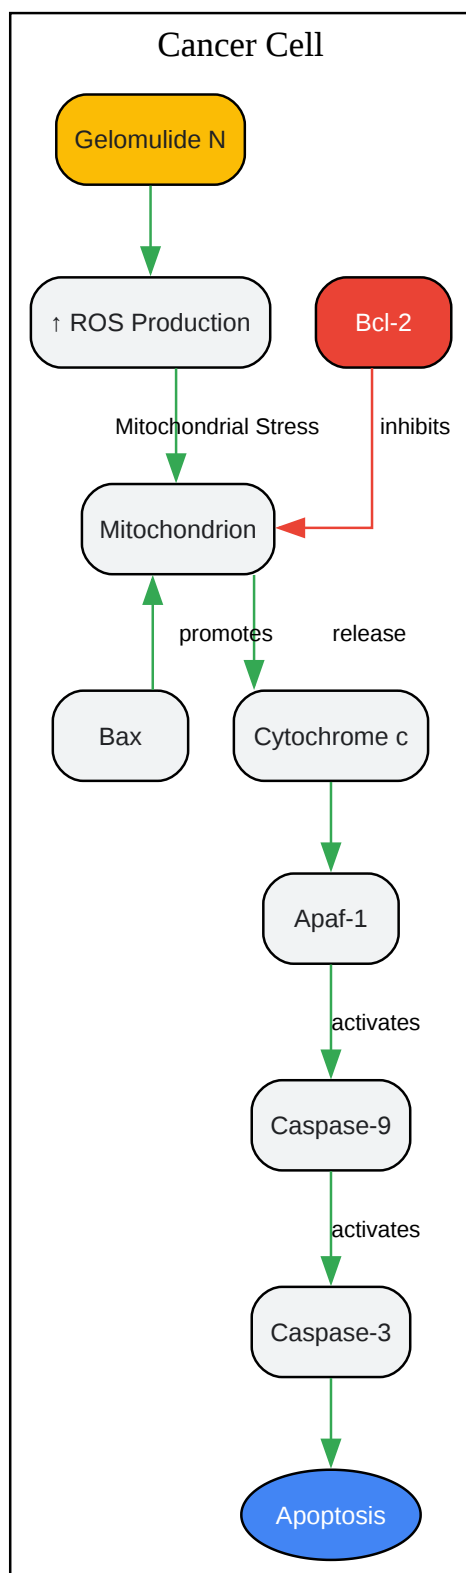 Cancer Cell
Gelomulide N
↑ ROS Production
Bcl-2
Mitochondrial Stress
inhibits
Mitochondrion
promotes
release
Bax
Cytochrome c
Apaf-1
activates
Caspase-9
activates
Caspase-3
Apoptosis